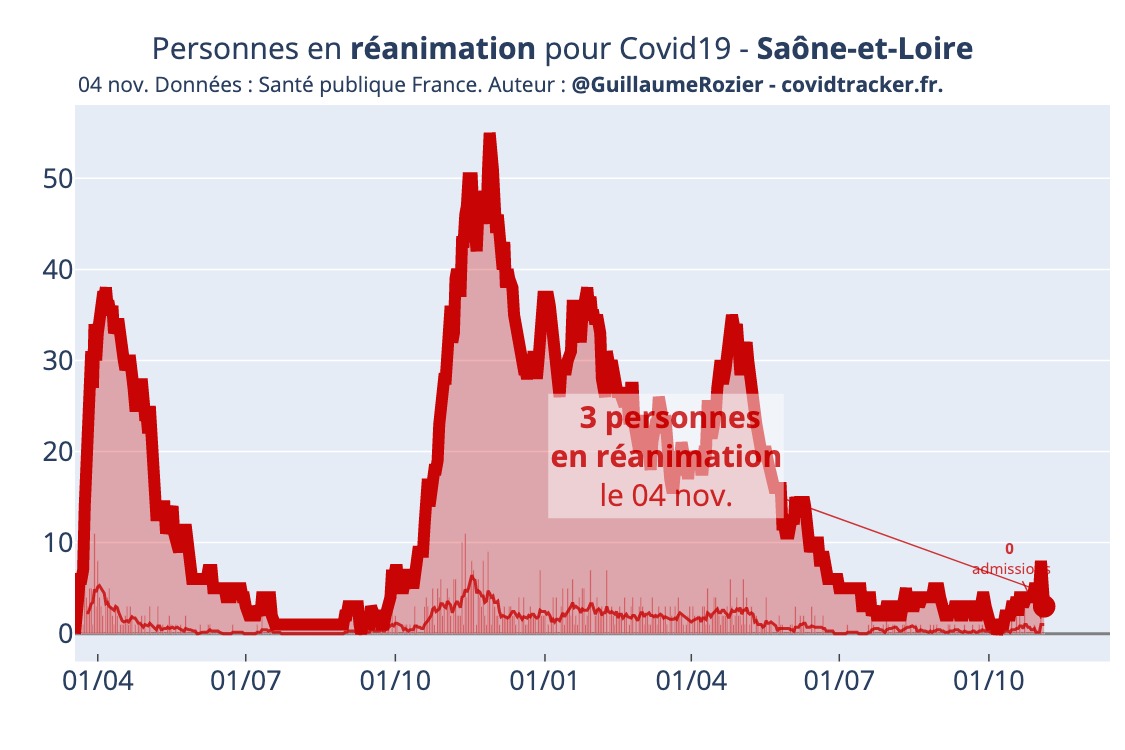 Personnes en réanimation pour Covid19 - Saône-et-Loire
04 nov. Données : Santé publique France. Auteur : @GuillaumeRozier - covidtracker.fr.
50
40
30
20
10
0
3 personnes
en réanimation
le 04 nov.
0
admissions
01/04 01/07 01/10 01/01 01/04 01/07 01/10